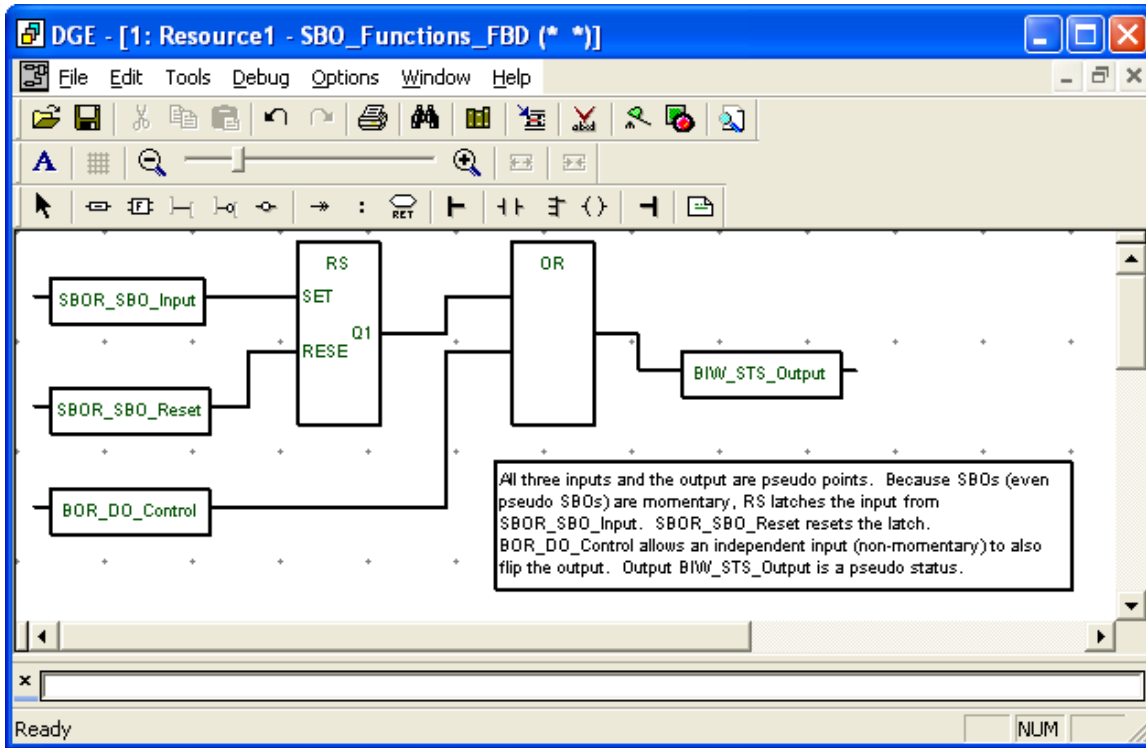 DGE - [1: Resource1 - SBO_Functions_FBD (* *)]
File Edit Tools Debug Options Window Help
abcd
A
F
RET
RS
OR
SBOR_SBO_Input
SET
Q1
RESE
BIW_STS_Output
SBOR_SBO_Reset
BOR_DO_Control
All three inputs and the output are pseudo points. Because SBOs (even
pseudo SBOs) are momentary, RS latches the input from
SBOR_SBO_Input. SBOR_SBO_Reset resets the latch.
BOR_DO_Control allows an independent input (non-momentary) to also
flip the output. Output BIW_STS_Output is a pseudo status.
Ready
NUM